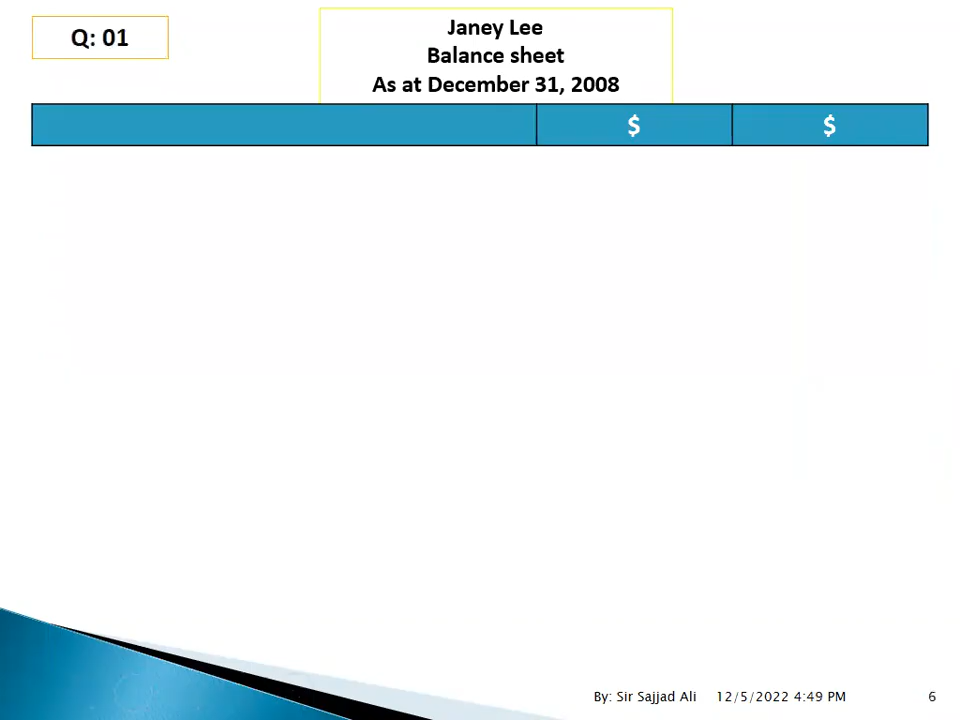 Q: 01
Janey Lee
Balance sheet
As at December 31, 2008
$ $
By: Sir Sajjad Ali 12/5/2022 4:49 PM 6